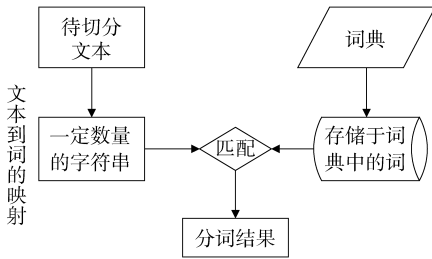 待切分
文本
词典
文本到词的映射
一定数量
的字符串
匹配
存储于词
典中的词
分词结果